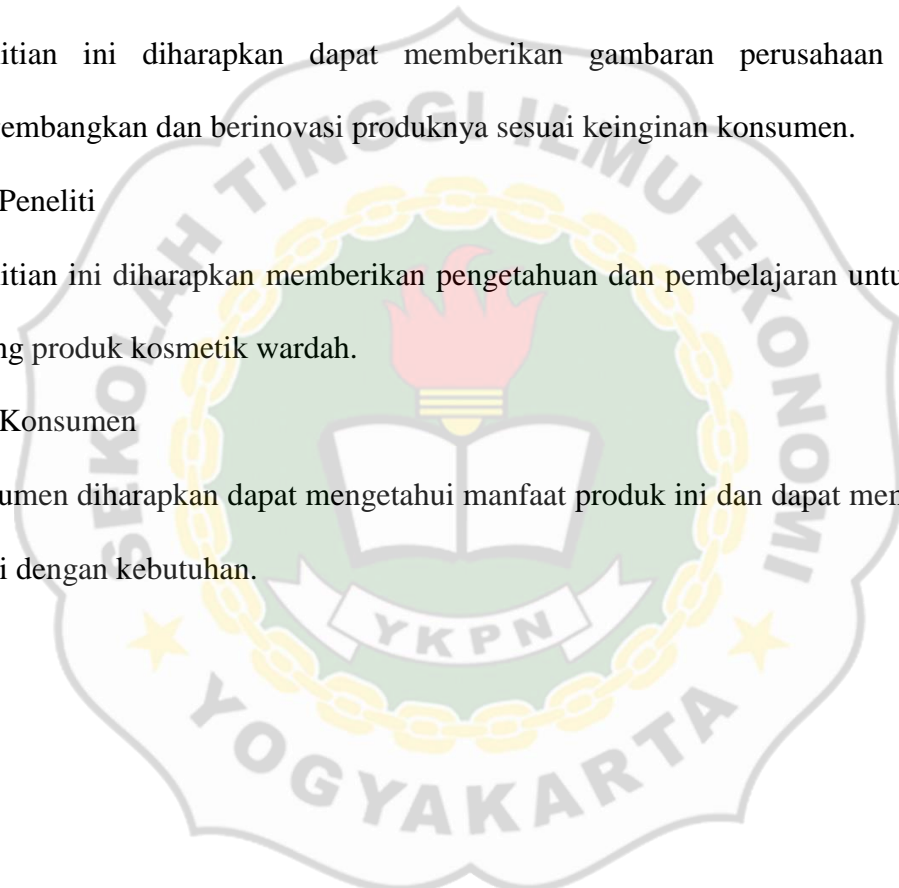 itian ini diharapkan dapat memberikan gambaran perusahaan
embangkan dan berinovasi produknya sesuai keinginan konsumen.
Peneliti
itian ini diharapkan memberikan pengetahuan dan pembelajaran untu
ng produk kosmetik wardah.
Konsumen
umen diharapkan dapat mengetahui manfaat produk ini dan dapat men
i dengan kebutuhan.
SEKOLAH TINGGI ILMU EKONOMI
YKPN
YOGYAKARTA